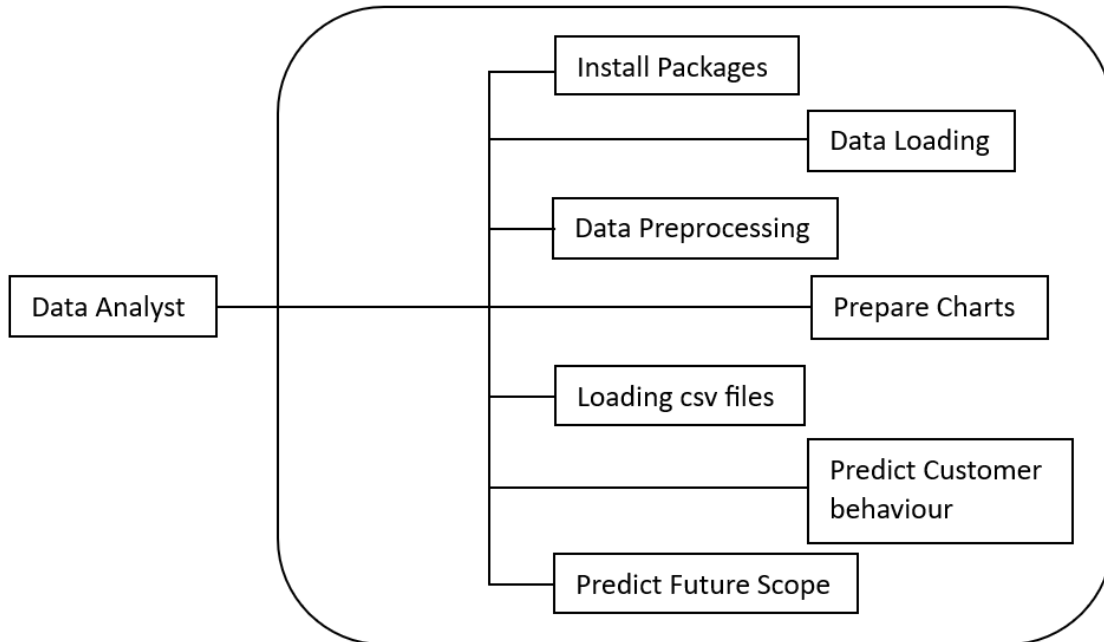 Install Packages
Data Loading
Data Preprocessing
Data Analyst
Prepare Charts
Loading csv files
Predict Customer
behaviour
Predict Future Scope